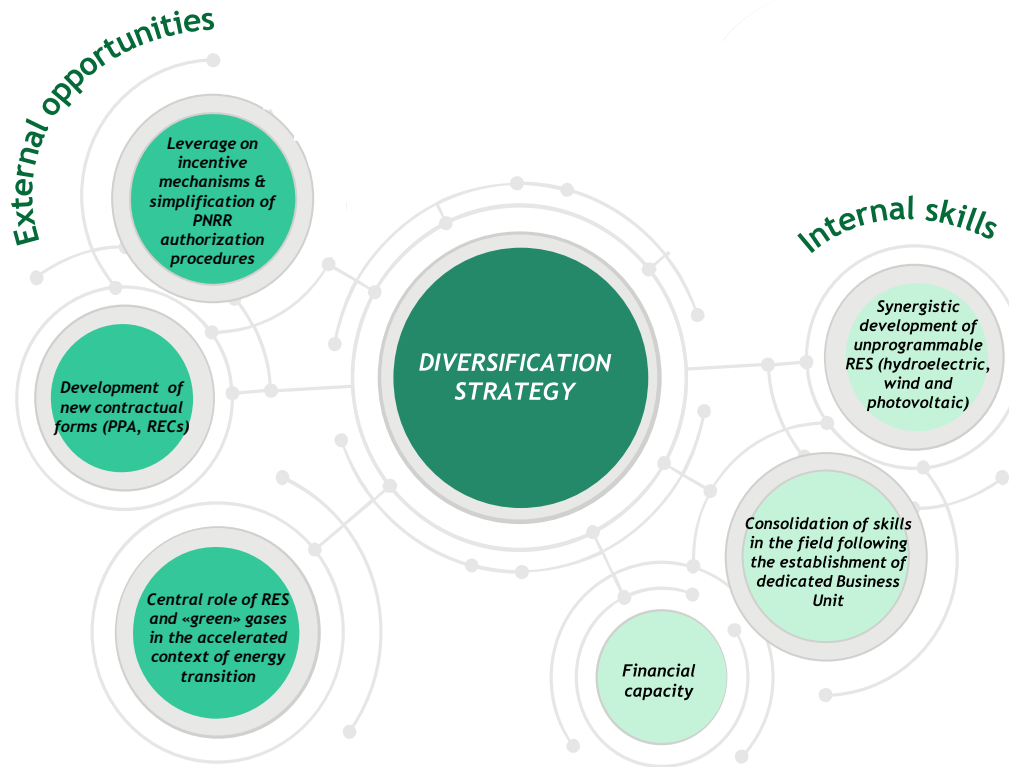 External opportunities
Leverage on
incentive
mechanisms &
simplification of
PNRR
authorization
procedures
Development of
new contractual
forms (PPA, RECs)
Central role of RES
and «green» gases
in the accelerated
context of energy
transition
DIVERSIFICATION
STRATEGY
Internal skills
Synergistic
development of
unprogrammable
RES (hydroelectric,
wind and
photovoltaic)
Consolidation of skills
in the field following
the establishment of
dedicated Business
Unit
Financial
capacity